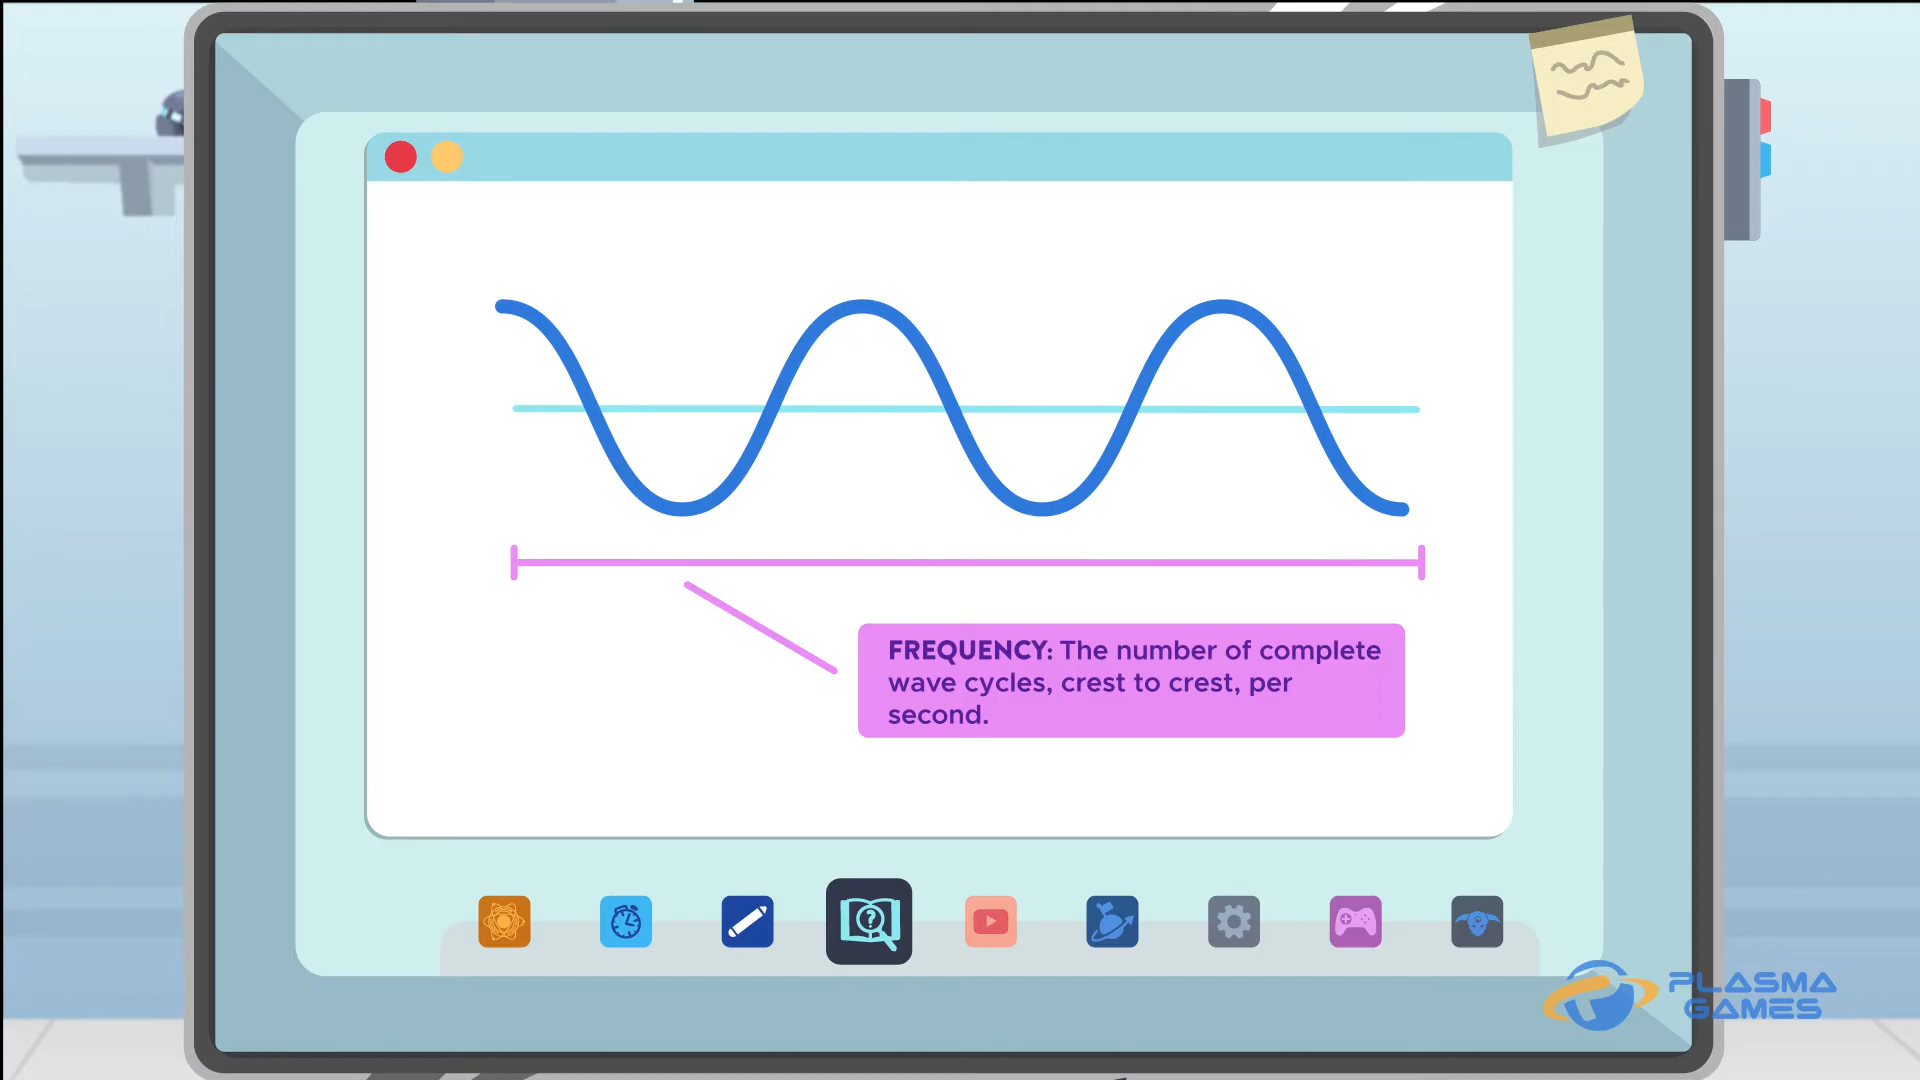 FREQUENCY: The number of complete
wave cycles, crest to crest, per
second.
PLASMA
GAMES